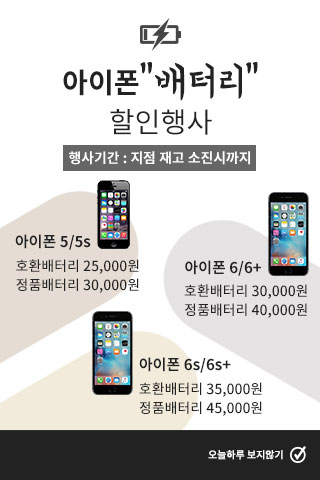 아이폰"배터리"
할인행사
행사기간 : 지점 재고 소진시까지
아이폰 5/5s
호환배터리 25,000원
정품배터리 30,000원
아이폰 6/6+
호환배터리 30,000원
정품배터리 40,000원
아이폰 6s/6s+
호환배터리 35,000원
정품배터리 45,000원
오늘하루 보지않기